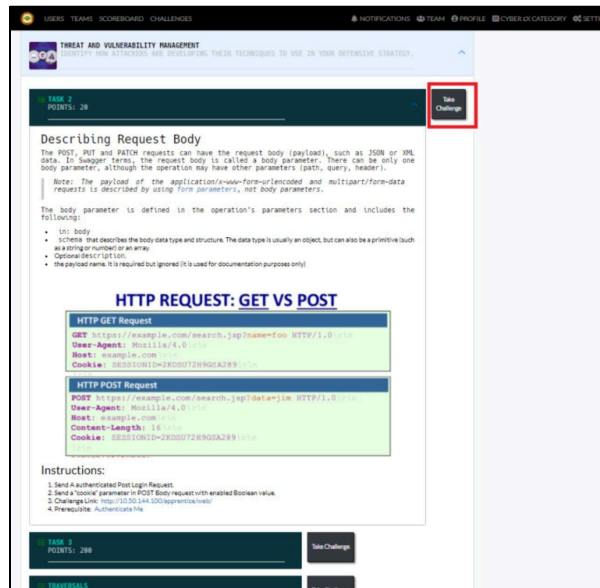 USERS TEAMS SCOREBOARD CHALLENGES NOTIFICATIONS TEAM PROFILE CYBER EX CATEGORY
THREAT AND VULNERABILITY MANAGEMENT
IDENTIFY HOW ATTACKERS ARE DEVELOPING THEIR TECHNIQUES TO USE IN YOUR DEFENSIVE STRATEGY.
TASK 2
POINTS: 20
Take
Challenge
Describing Request Body
The POST, PUT and PATCH requests can have the request body (payload), such as JSON or XML
data. In Swagger terms, the request body is called a body parameter. There can be only one
body parameter, although the operation may have other parameters (path, query, header).
Note: The payload of the application/x-www-form-urlencoded and multipart/form-data
requests is described by using form parameters, not body parameters.
The body parameter is defined in the operation's parameters section and includes the
following:
in: body
schema that describes the body data type and structure. The data type is usually an object, but can also be a primitive (such
as a string or number) or an array.
Optional description.
the payload name. It is required but ignored (it is used for documentation purposes only)
HTTP REQUEST: GET VS POST
HTTP GET Request
GET https://example.com/search.jsp?name=foo HTTP/1.0\r\n
User-Agent: Mozilla/4.0\r\n
Host: example.com\r\n
Cookie: SESSIONID=2KDSU72H9GSA289\r\n
\r\n
HTTP POST Request
POST https://example.com/search.jsp?data=jim HTTP/1.0\r\n
User-Agent: Mozilla/4.0\r\n
Host: example.com\r\n
Content-Length: 16\r\n
Cookie: SESSIONID=2KDSU72H9GSA289\r\n
\r\n
Instructions:
1. Send A authenticated Post Login Request.
2. Send a "cookie" parameter in POST Body request with enabled Boolean value.
3. Challenge Link: http://10.50.144.100/apprentice/web/
4. Prerequisite: Authenticate Me
TASK 3
POINTS: 200
Take Challenge
TRAVERSALS